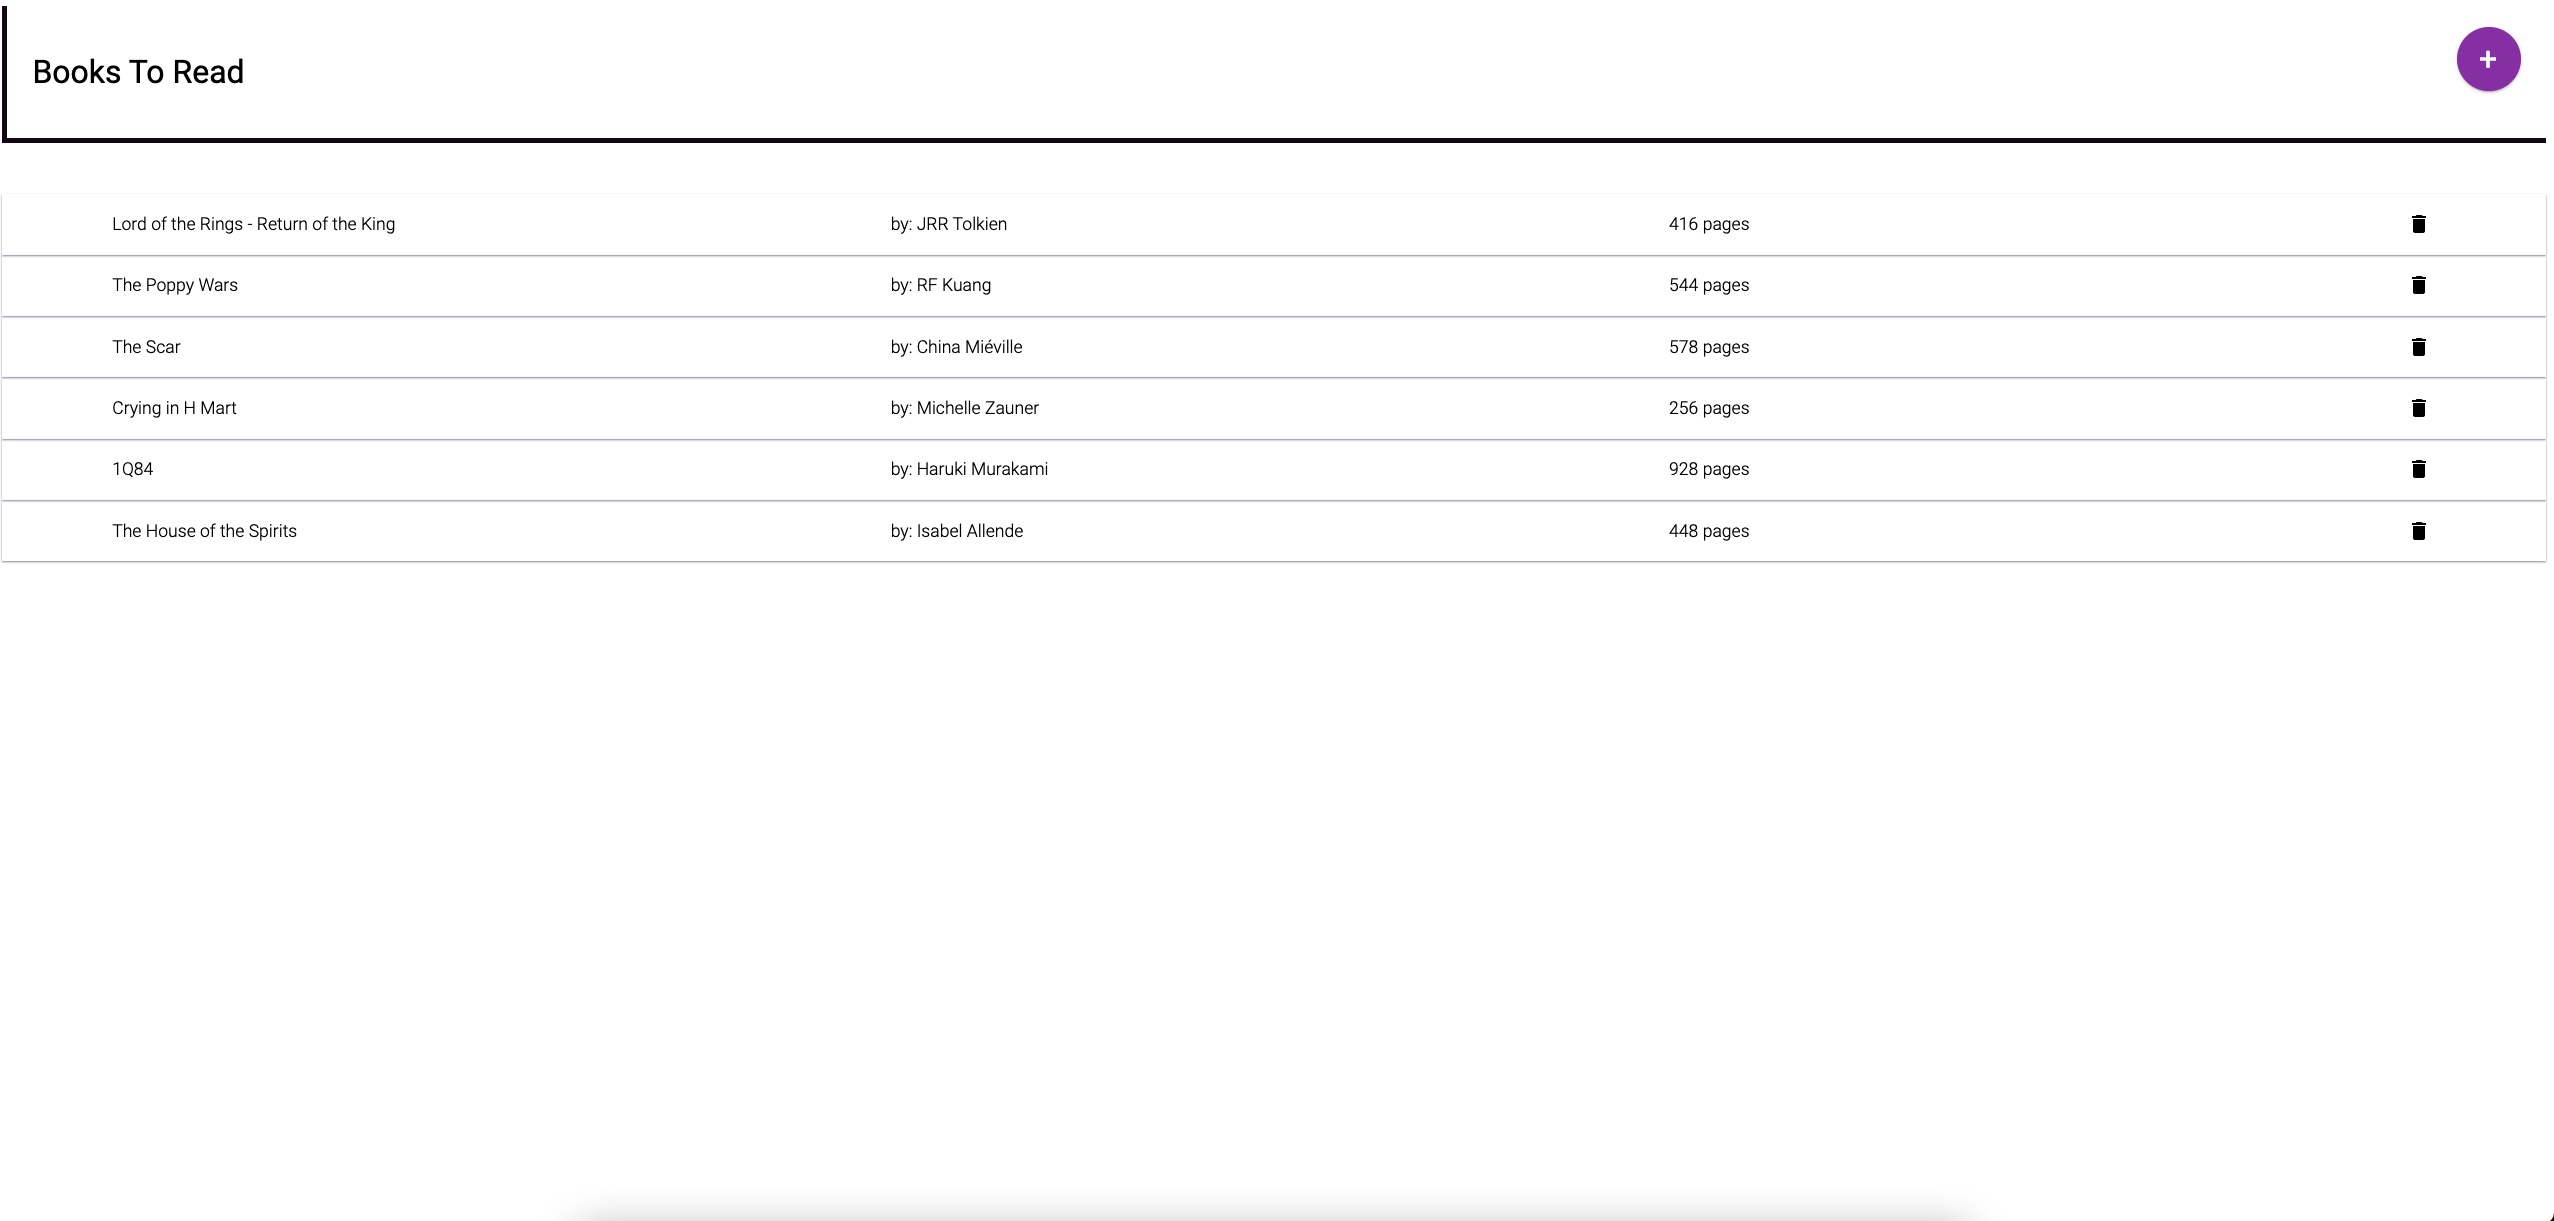 Books To Read
+
Lord of the Rings - Return of the King by: JRR Tolkien 416 pages
The Poppy Wars by: RF Kuang 544 pages
The Scar by: China Miéville 578 pages
Crying in H Mart by: Michelle Zauner 256 pages
1Q84 by: Haruki Murakami 928 pages
The House of the Spirits by: Isabel Allende 448 pages